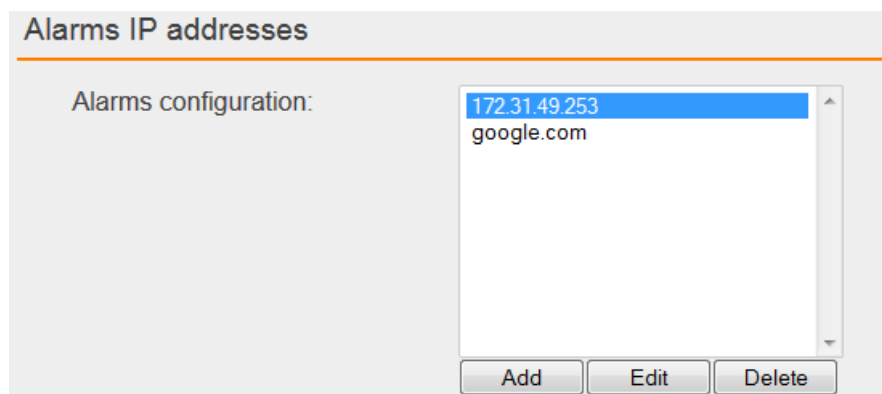 Alarms IP addresses
Alarms configuration:
172.31.49.253
google.com
Add Edit Delete